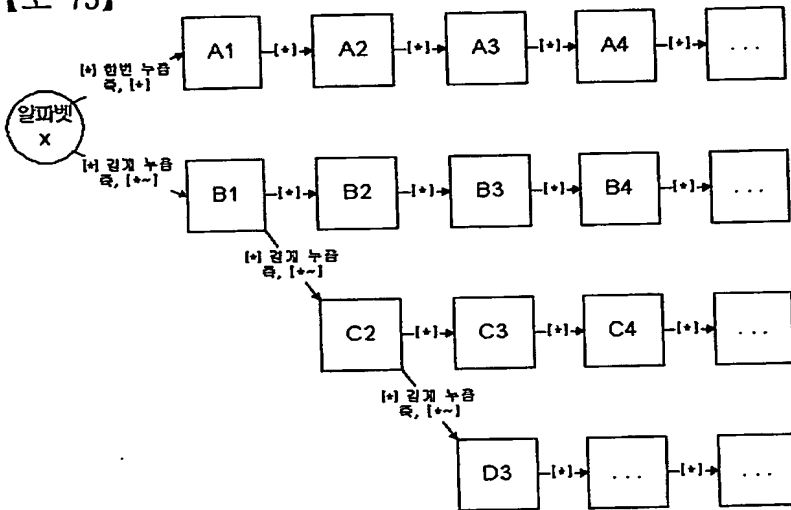 【도 75】
A1 -[*]→ A2 -[*]→ A3 -[*]→ A4 -[*]→ ...
[*] 한번 누름
즉, [*]
알파벳
x
[*] 길게 누름
즉, [*~]
B1 -[*]→ B2 -[*]→ B3 -[*]→ B4 -[*]→ ...
[*] 길게 누름
즉, [*~]
C2 -[*]→ C3 -[*]→ C4 -[*]→ ...
[*] 길게 누름
즉, [*~]
D3 -[*]→ ... -[*]→ ...